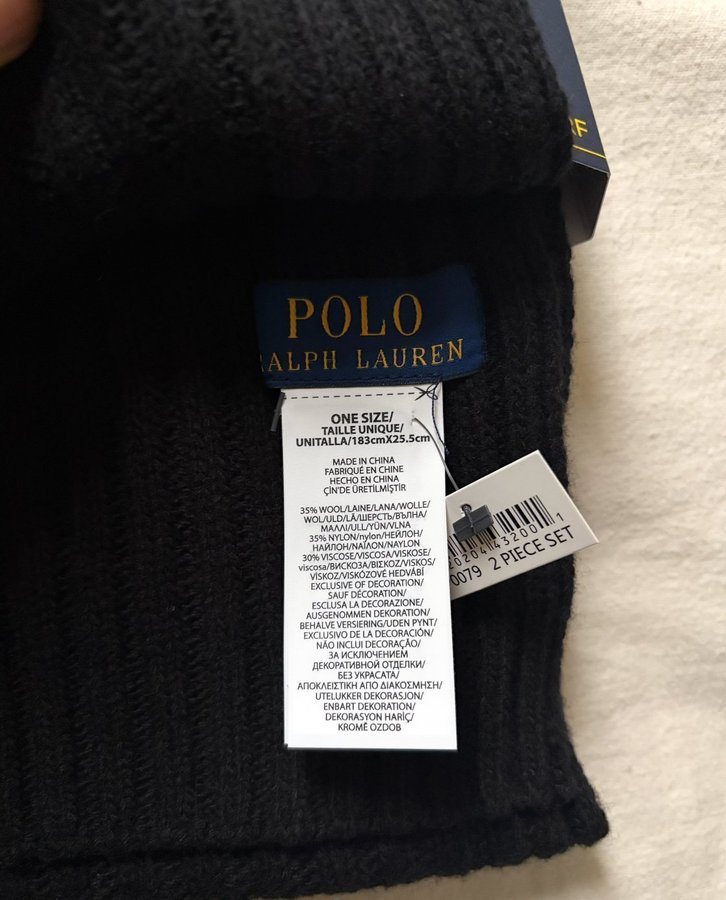 RF
POLO
RALPH LAUREN
ONE SIZE/
TAILLE UNIQUE/
UNITALLA/183cmX25.5cm
MADE IN CHINA
FABRIQUÉ EN CHINE
HECHO EN CHINA
ÇİN'DE ÜRETİLMİŞTİR
35% WOOL/LAINE/LANA/WOLLE/
WOL/ULD/LÃ/ШЕРСТЬ/ВЪЛНА/
ΜΑΛΛΙ/ULL/YÜN/VLNA
35% NYLON/nylon/НЕЙЛОН/
НАЙЛОН/ΝΑΪΛΟΝ/NAYLON
30% VISCOSE/VISCOSA/VISKOSE/
viscosa/ВИСКОЗА/ΒΙΣΚΟΖ/VISKOS/
VİSKOZ/VISKÓZOVÉ HEDVÁBÍ
EXCLUSIVE OF DECORATION/
SAUF DÉCORATION/
ESCLUSA LA DECORAZIONE/
AUSGENOMMEN DEKORATION/
BEHALVE VERSIERING/UDEN PYNT/
EXCLUSIVO DE LA DECORACIÓN/
NÃO INCLUI DECORAÇÃO/
ЗА ИСКЛЮЧЕНИЕМ
ДЕКОРАТИВНОЙ ОТДЕЛКИ/
БЕЗ УКРАСАТА/
ΑΠΟΚΛΕΙΣΤΙΚΗ ΑΠΟ ΔΙΑΚΟΣΜΗΣΗ/
UTELUKKER DEKORASJON/
ENBART DEKORATION/
DEKORASYON HARİÇ/
KROMĚ OZDOB
20204 43200 1
0079 2 PIECE SET